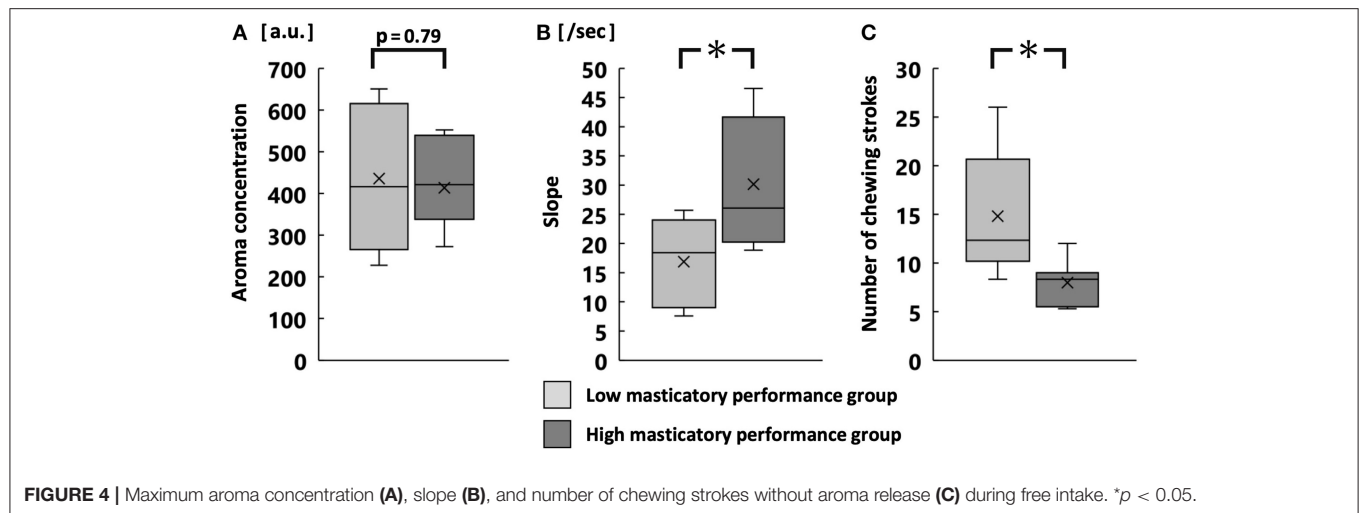 A [a.u.]
p = 0.79
Aroma concentration
700
600
500
400
300
200
100
0
B [/sec]
*
Slope
50
45
40
35
30
25
20
15
10
5
0
C
*
Number of chewing strokes
30
25
20
15
10
5
0
Low masticatory performance group
High masticatory performance group
FIGURE 4 | Maximum aroma concentration (A), slope (B), and number of chewing strokes without aroma release (C) during free intake. *p < 0.05.